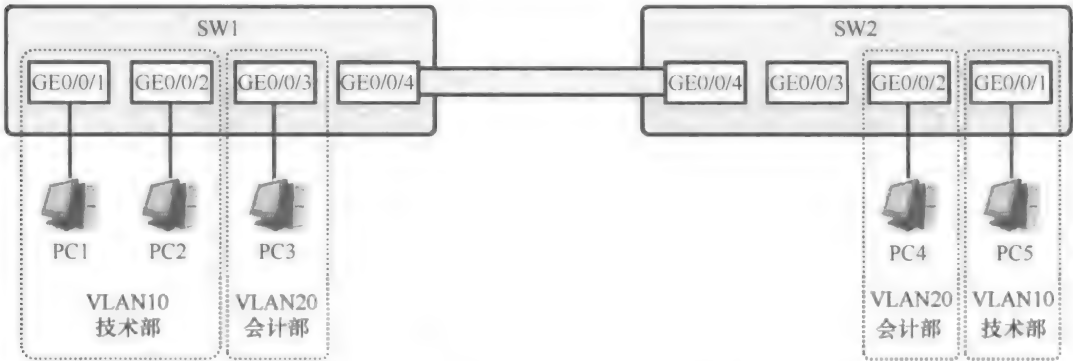 SW1
SW2
GE0/0/1
GE0/0/2
GE0/0/3
GE0/0/4
GE0/0/4
GE0/0/3
GE0/0/2
GE0/0/1
PC1
PC2
PC3
PC4
PC5
VLAN10
技术部
VLAN20
会计部
VLAN20
会计部
VLAN10
技术部